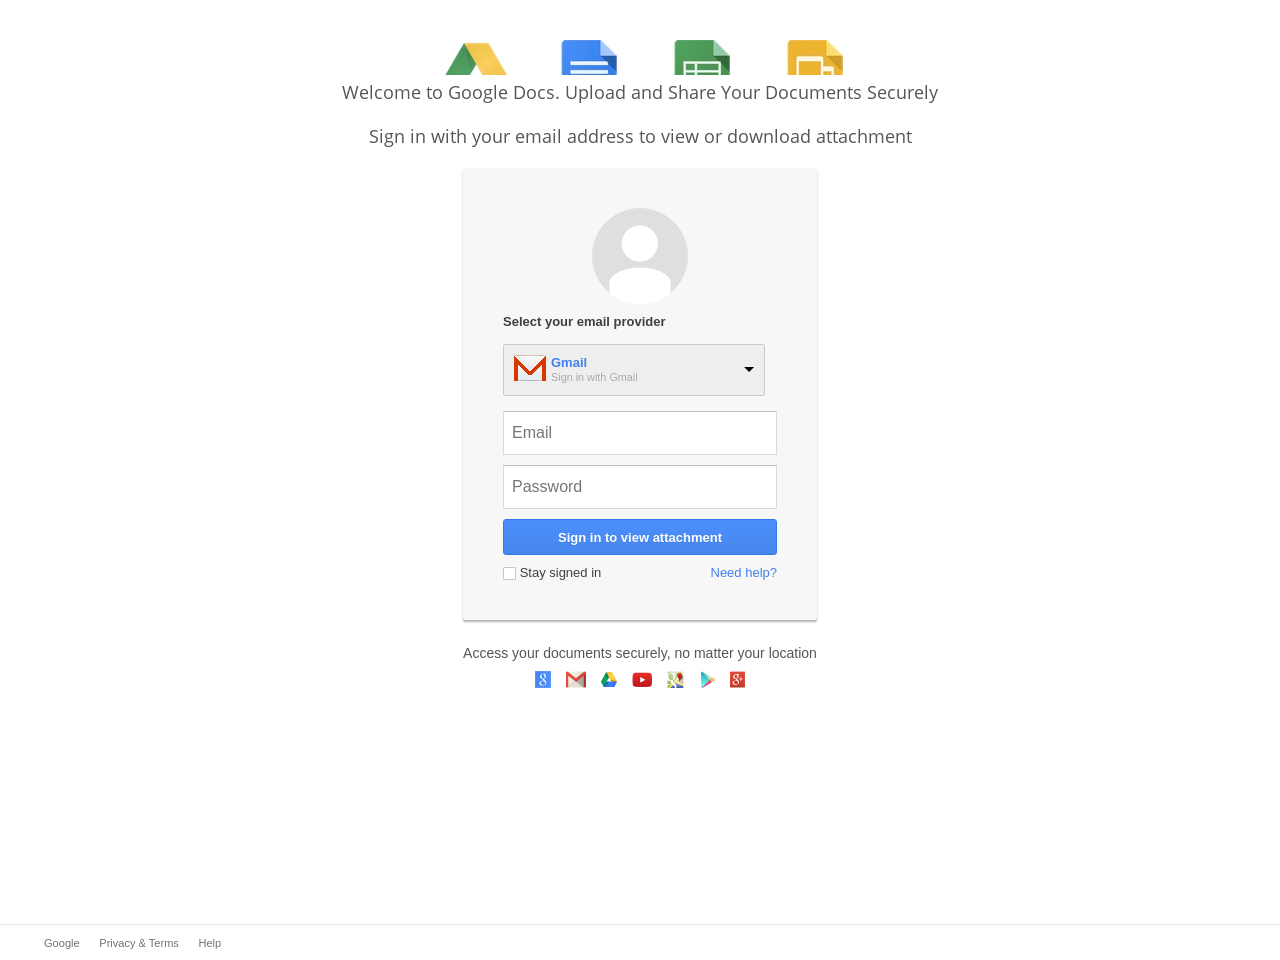 Welcome to Google Docs. Upload and Share Your Documents Securely
Sign in with your email address to view or download attachment
Select your email provider
Gmail
Sign in with Gmail
Email
Password
Sign in to view attachment
Stay signed in
Need help?
Access your documents securely, no matter your location
Google
Privacy & Terms
Help